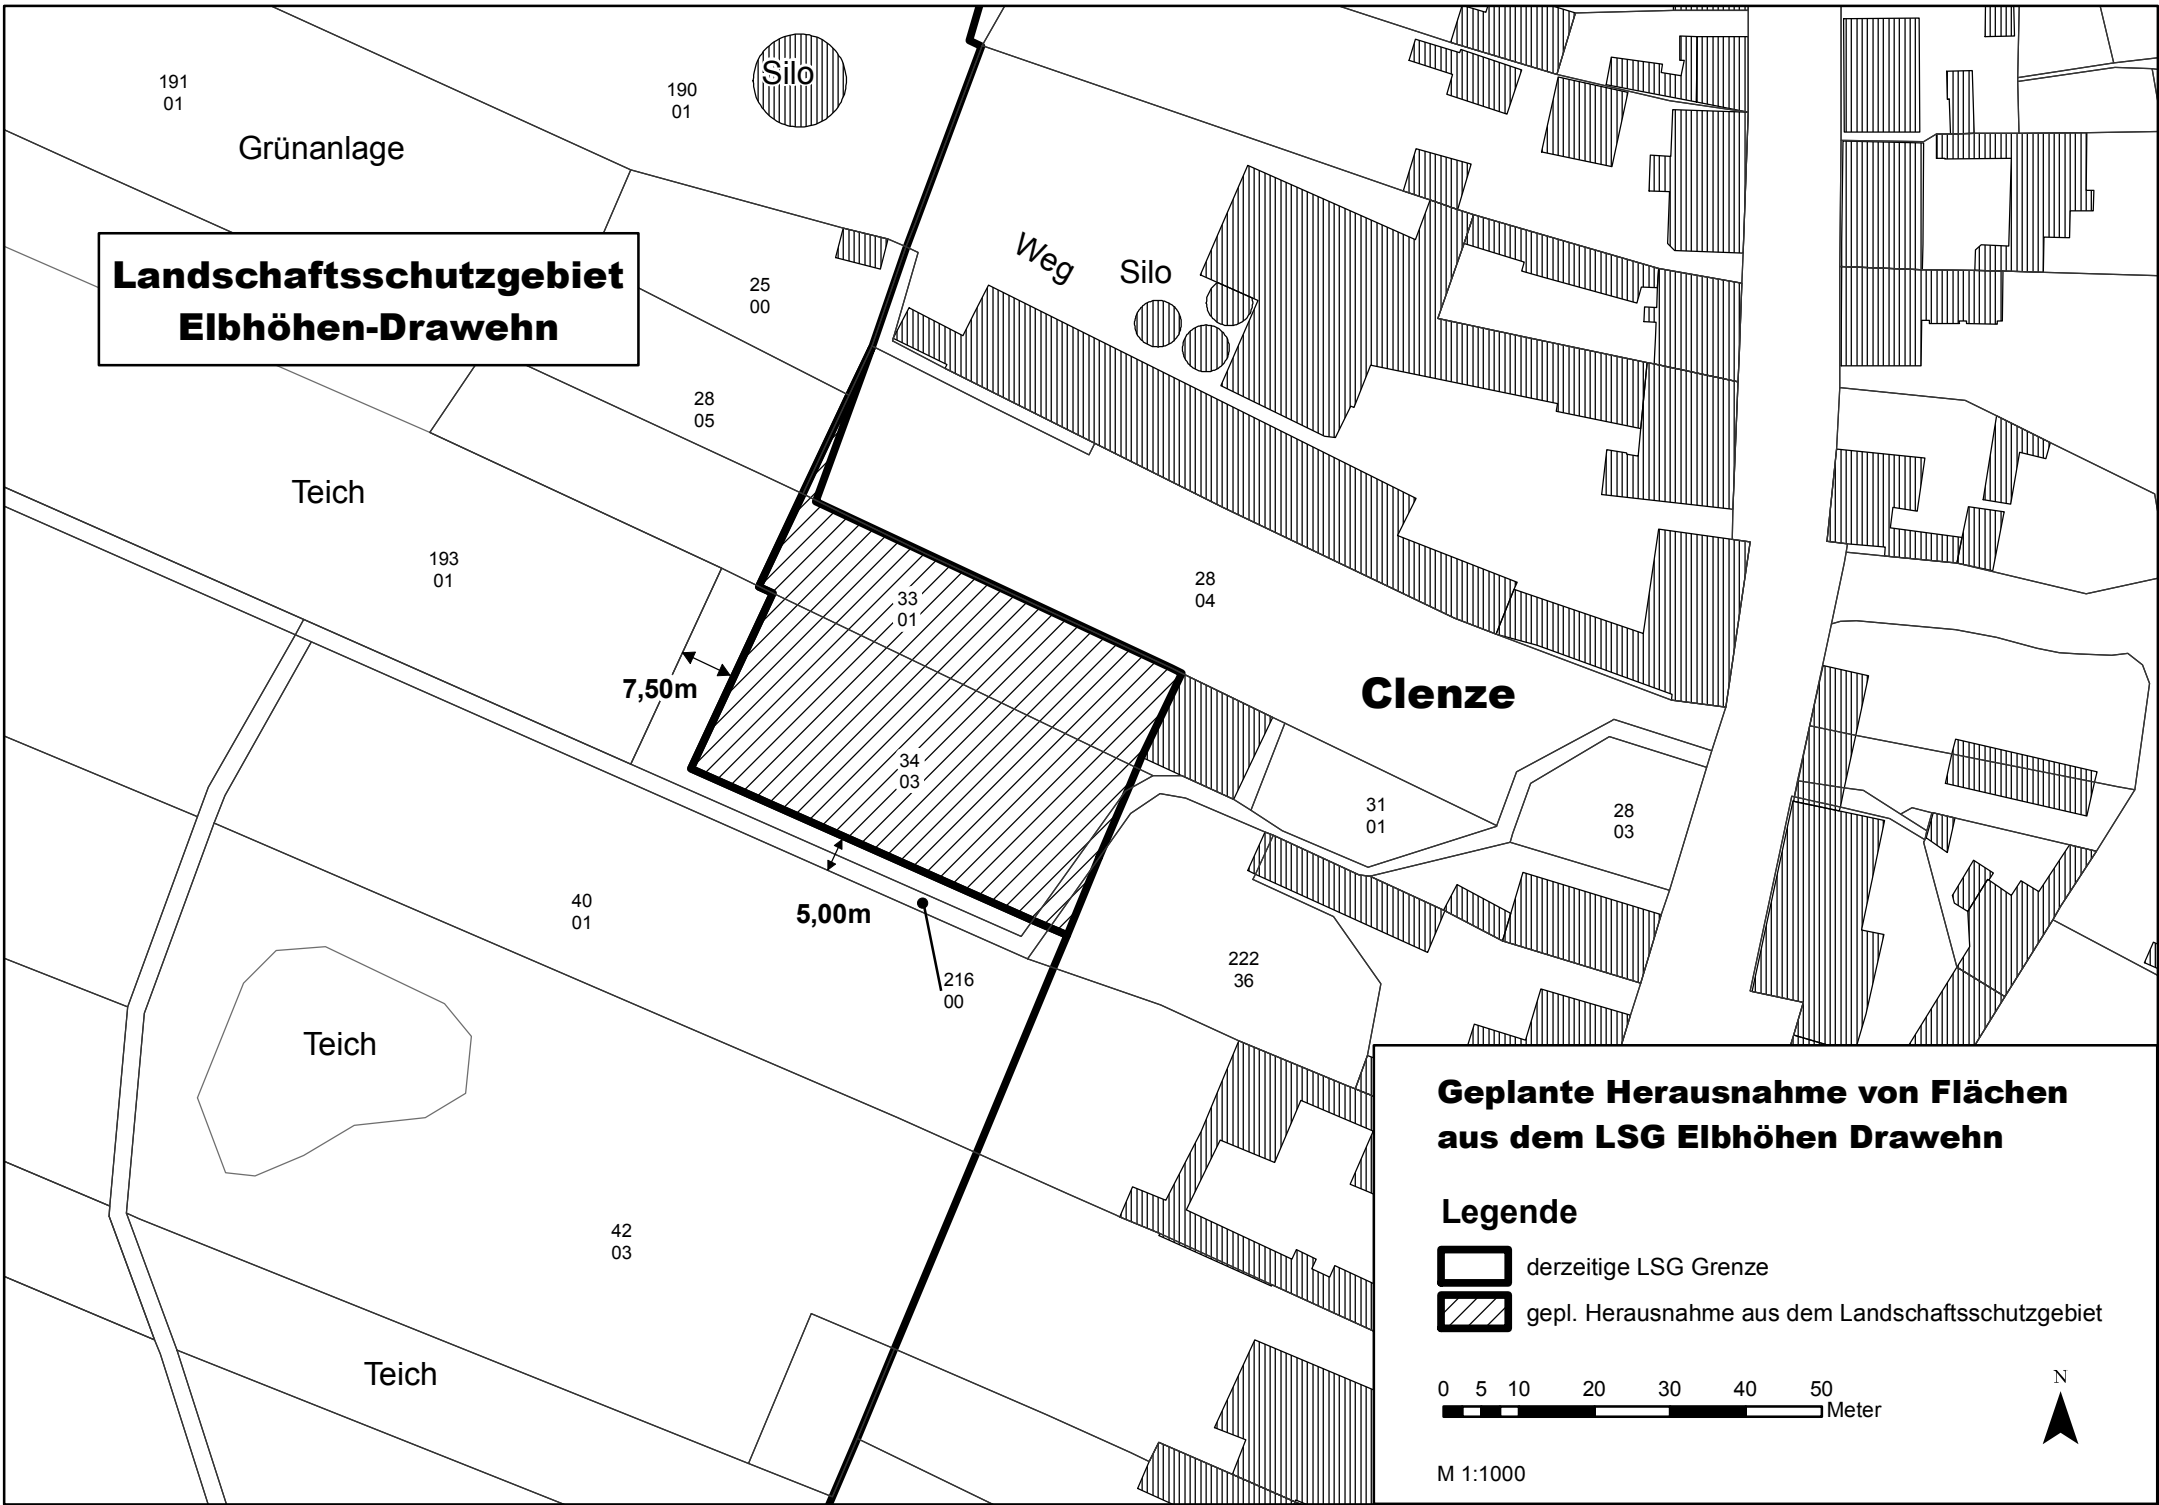 191
01
190
01
Silo
Grünanlage
Landschaftsschutzgebiet
Elbhöhen-Drawehn
25
00
Weg
Silo
28
05
Teich
193
01
33
01
28
04
7,50m
Clenze
34
03
31
01
28
03
40
01
5,00m
216
00
222
36
Teich
42
03
Teich
Geplante Herausnahme von Flächen
aus dem LSG Elbhöhen Drawehn
Legende
derzeitige LSG Grenze
gepl. Herausnahme aus dem Landschaftsschutzgebiet
0 5 10 20 30 40 50
Meter
N
M 1:1000